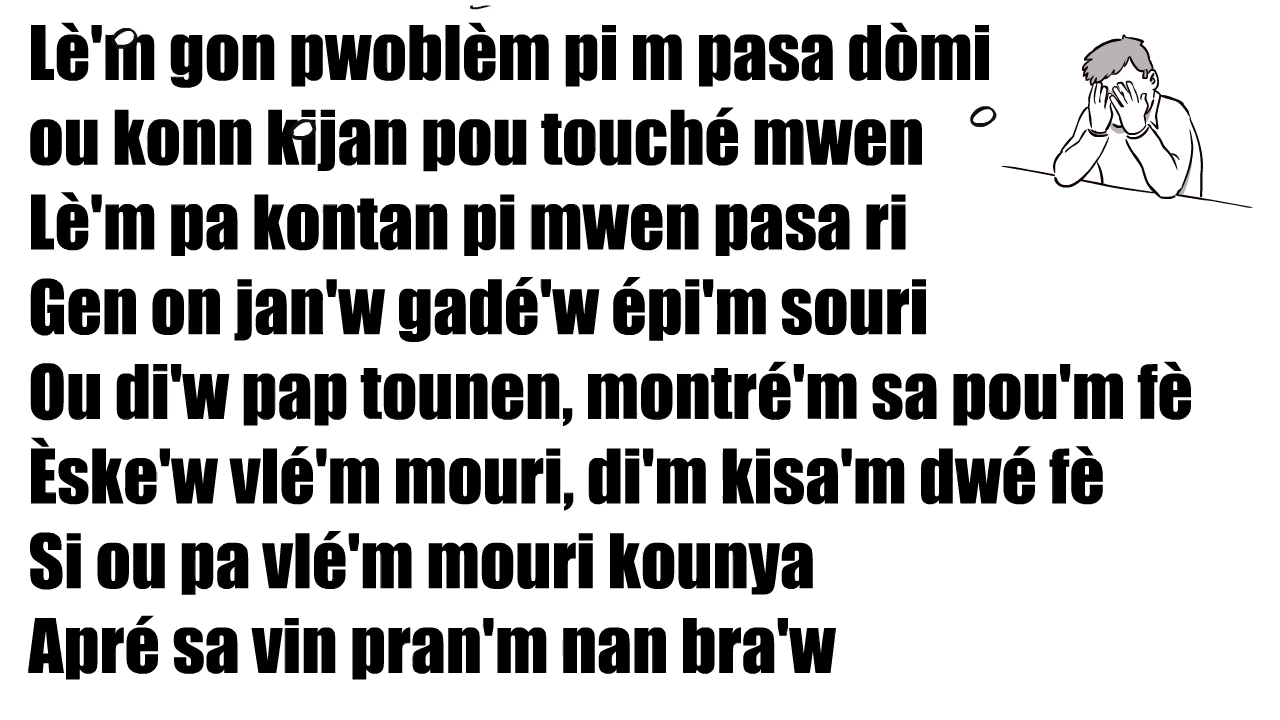 Lè'm gon pwoblèm pi m pasa dòmi
ou konn kijan pou touché mwen
Lè'm pa kontan pi mwen pasa ri
Gen on jan'w gadé'w épi'm souri
Ou di'w pap tounen, montré'm sa pou'm fè
Èske'w vlé'm mouri, di'm kisa'm dwé fè
Si ou pa vlé'm mouri kounya
Apré sa vin pran'm nan bra'w